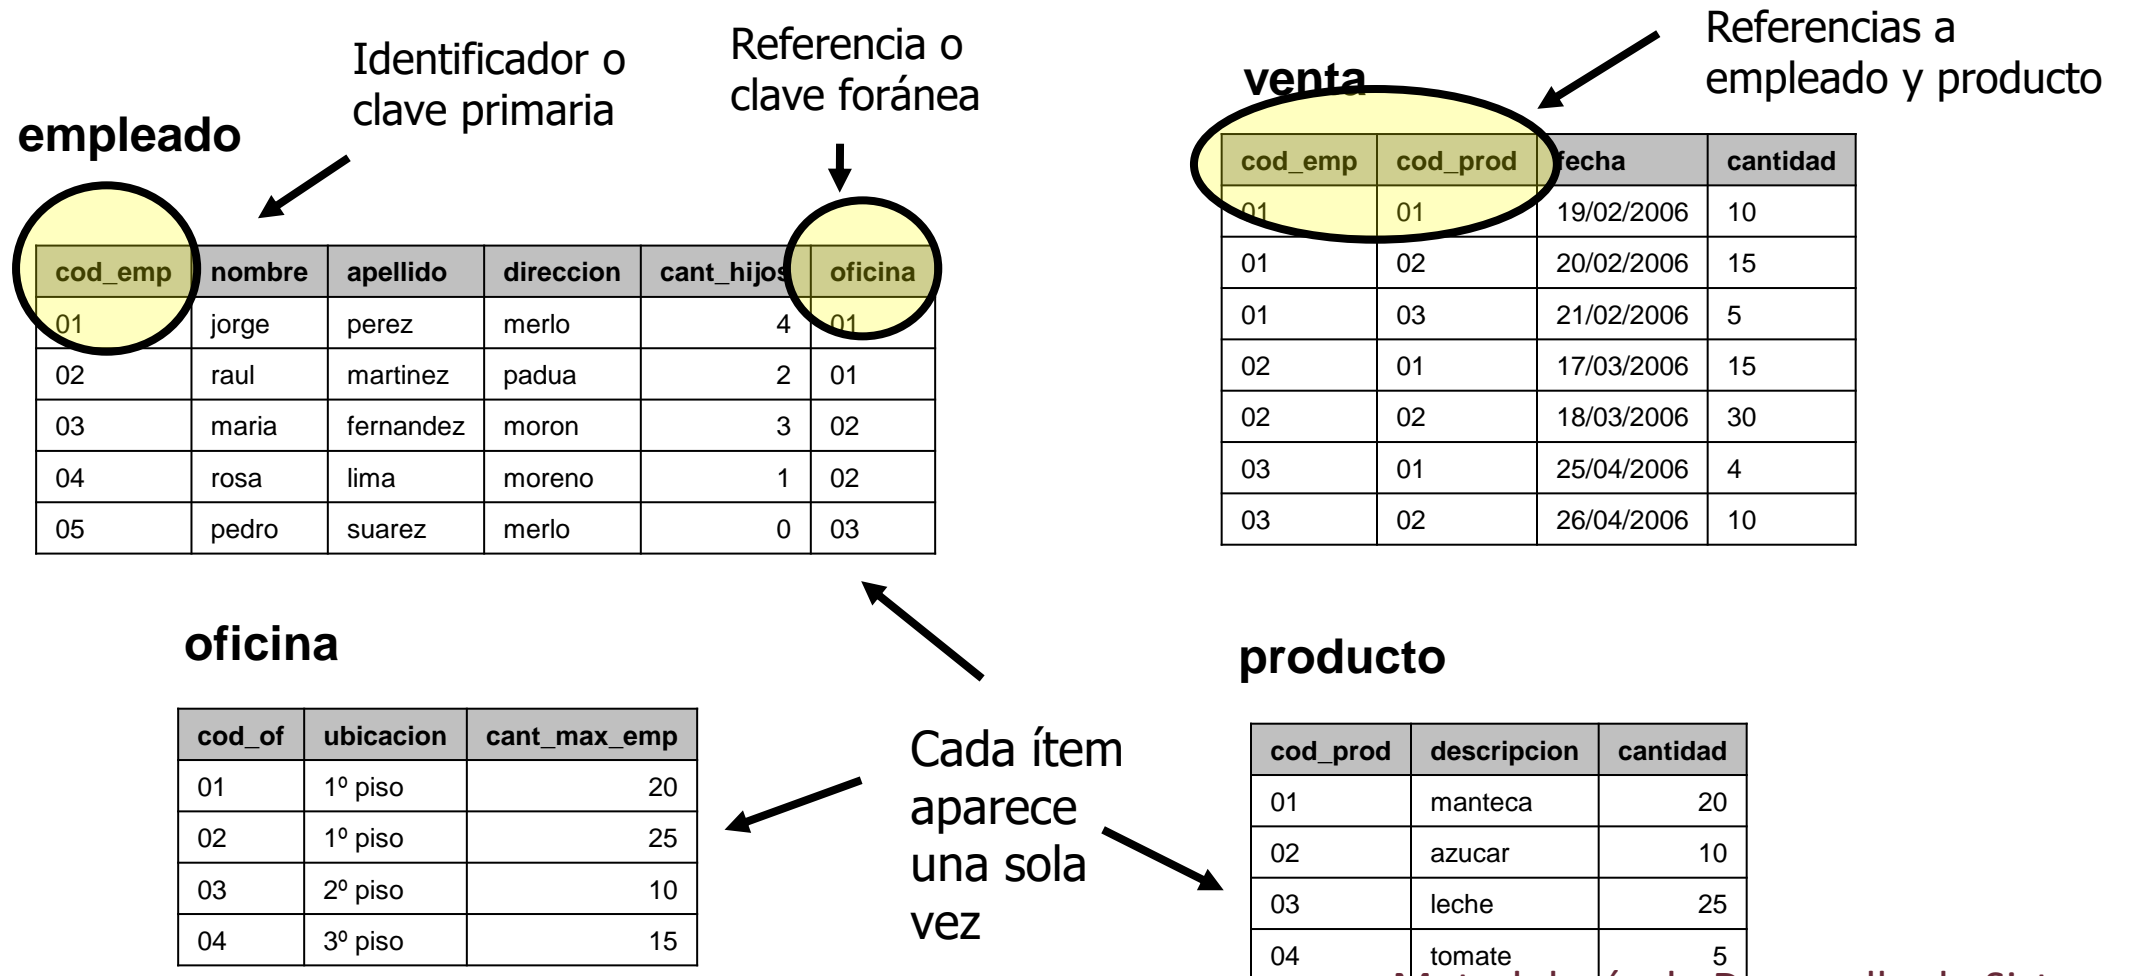 Identificador o
clave primaria
Referencia o
clave foránea
Referencias a
empleado y producto
empleado
cod_emp nombre apellido direccion cant_hijos oficina
01 jorge perez merlo 4 01
02 raul martinez padua 2 01
03 maria fernandez moron 3 02
04 rosa lima moreno 1 02
05 pedro suarez merlo 0 03
venta
cod_emp cod_prod fecha cantidad
01 01 19/02/2006 10
01 02 20/02/2006 15
01 03 21/02/2006 5
02 01 17/03/2006 15
02 02 18/03/2006 30
03 01 25/04/2006 4
03 02 26/04/2006 10
oficina
cod_of ubicacion cant_max_emp
01 1º piso 20
02 1º piso 25
03 2º piso 10
04 3º piso 15
Cada ítem
aparece
una sola
vez
producto
cod_prod descripcion cantidad
01 manteca 20
02 azucar 10
03 leche 25
04 tomate 5